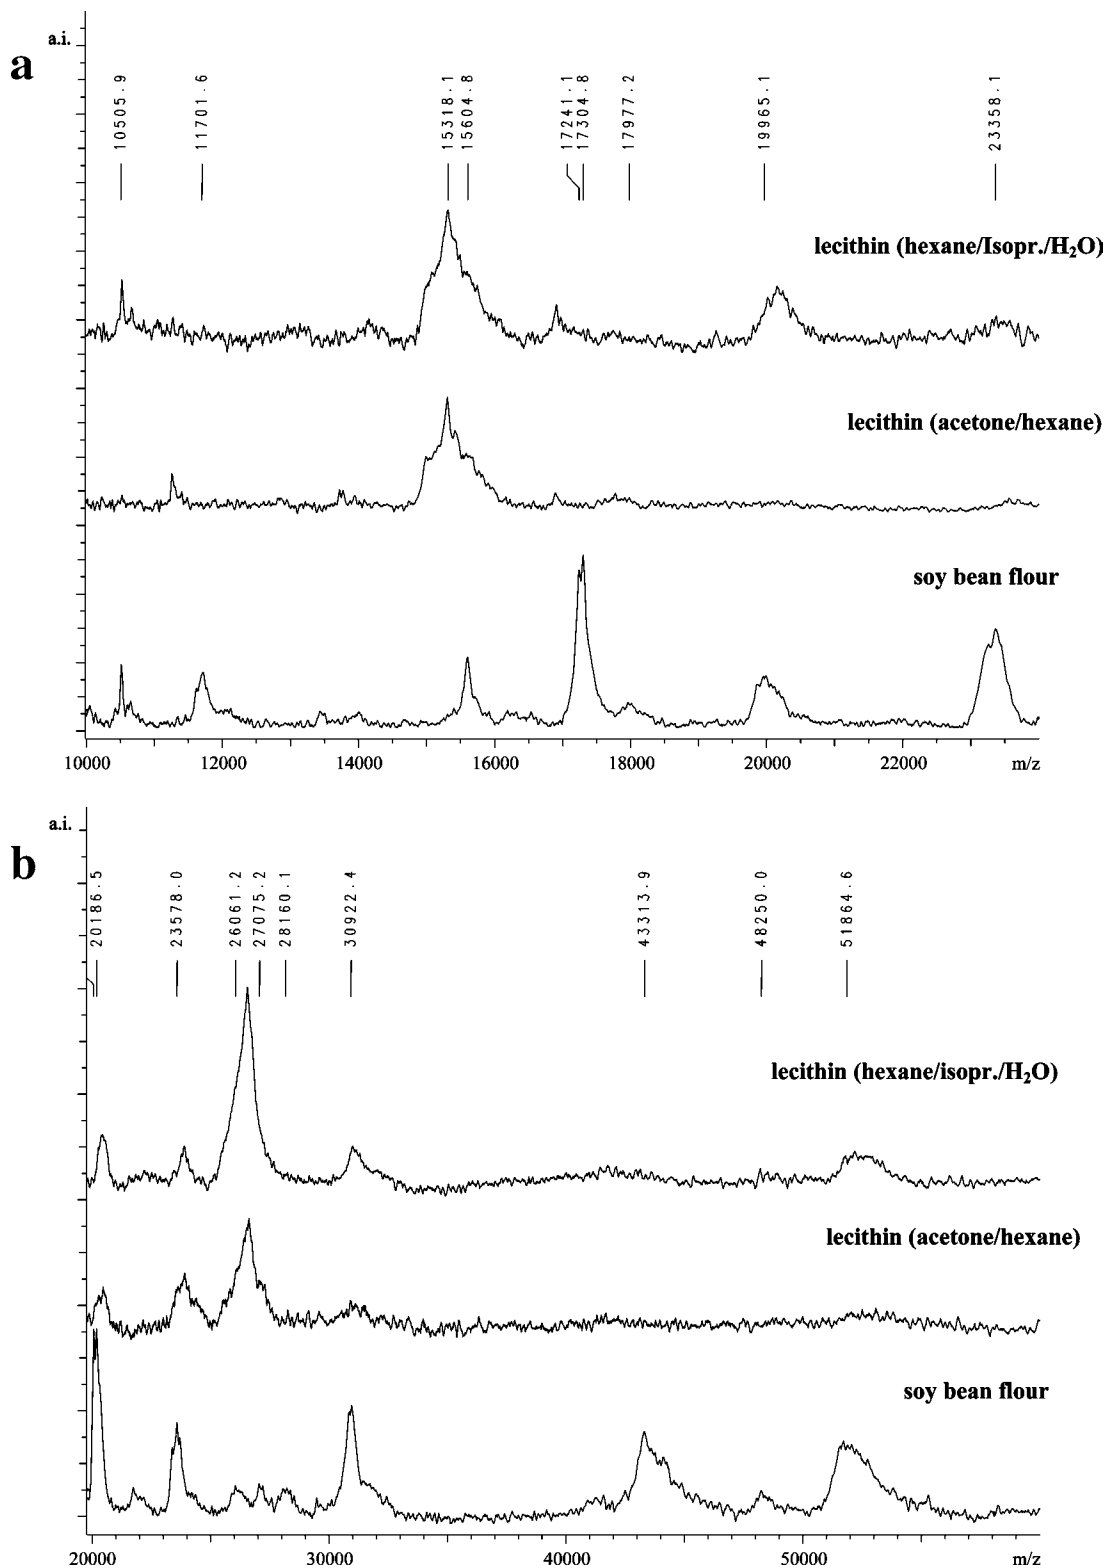 a
a.i.
10505.9
11701.6
15318.1
15604.8
17241.1
17304.8
17977.2
19965.1
23358.1
lecithin (hexane/Isopr./H₂O)
lecithin (acetone/hexane)
soy bean flour
10000 12000 14000 16000 18000 20000 22000 m/z
b
a.i.
20186.5
23578.0
26061.2
27075.2
28160.1
30922.4
43313.9
48250.0
51864.6
lecithin (hexane/isopr./H₂O)
lecithin (acetone/hexane)
soy bean flour
20000 30000 40000 50000 m/z